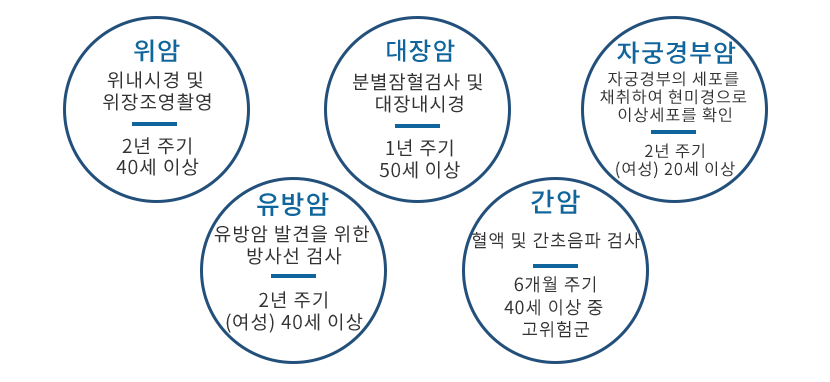 위암
위내시경 및
위장조영촬영
2년 주기
40세 이상
대장암
분별잠혈검사 및
대장내시경
1년 주기
50세 이상
자궁경부암
자궁경부의 세포를
채취하여 현미경으로
이상세포를 확인
2년 주기
(여성) 20세 이상
유방암
유방암 발견을 위한
방사선 검사
2년 주기
(여성) 40세 이상
간암
혈액 및 간초음파 검사
6개월 주기
40세 이상 중
고위험군